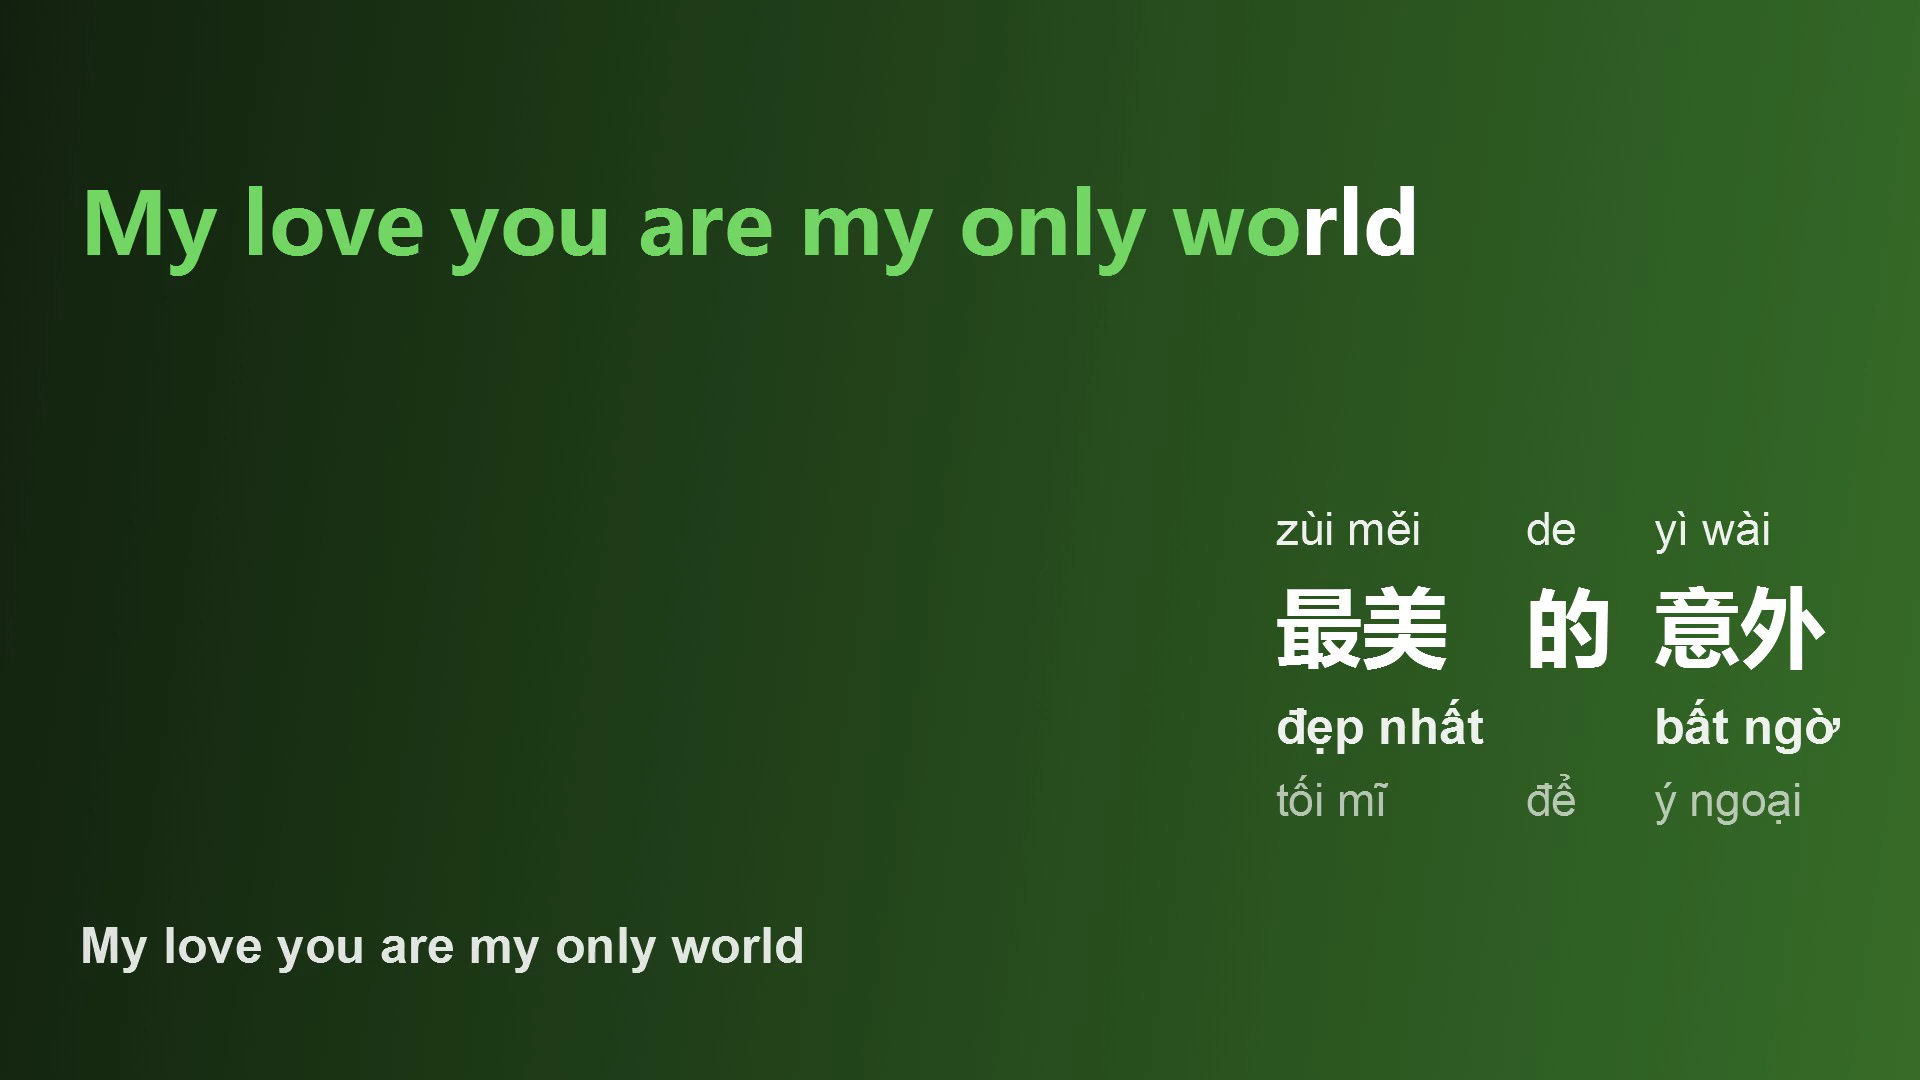 My love you are my only world
zùi měi de yì wài
最美 的 意外
đẹp nhất bất ngờ
tối mĩ để ý ngoại
My love you are my only world